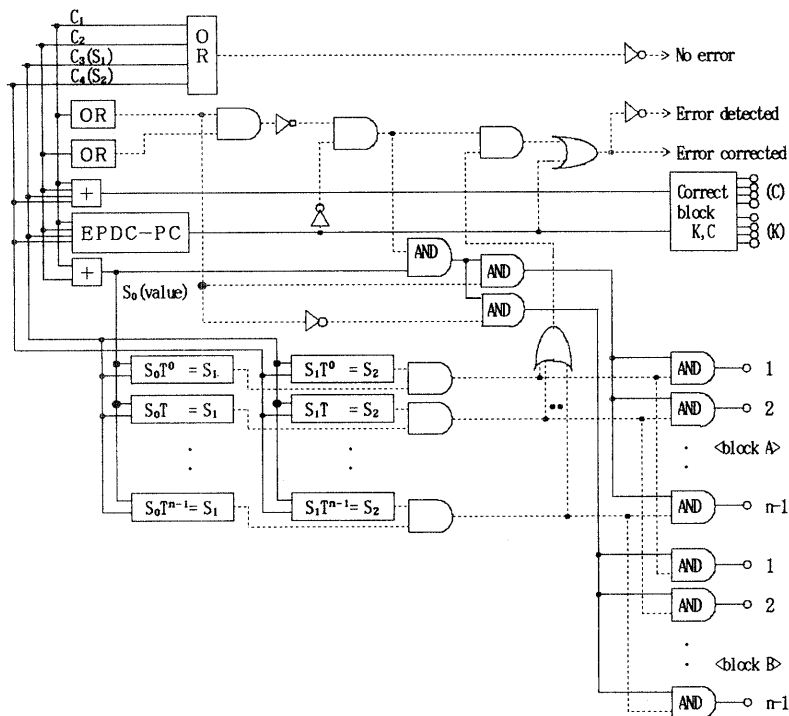 C₁
C₂
C₃(S₁)
C₄(S₂)
OR
No error
OR
Error detected
OR
Error corrected
+
Correct block K,C
(C)
(K)
EPDC-PC
AND
+
S₀(value)
AND
AND
S₀T⁰ = S₁
S₁T⁰ = S₂
AND
1
S₀T = S₁
S₁T = S₂
AND
2
<block A>
S₀Tⁿ⁻¹= S₁
S₁Tⁿ⁻¹= S₂
AND
n-1
AND
1
AND
2
<block B>
AND
n-1